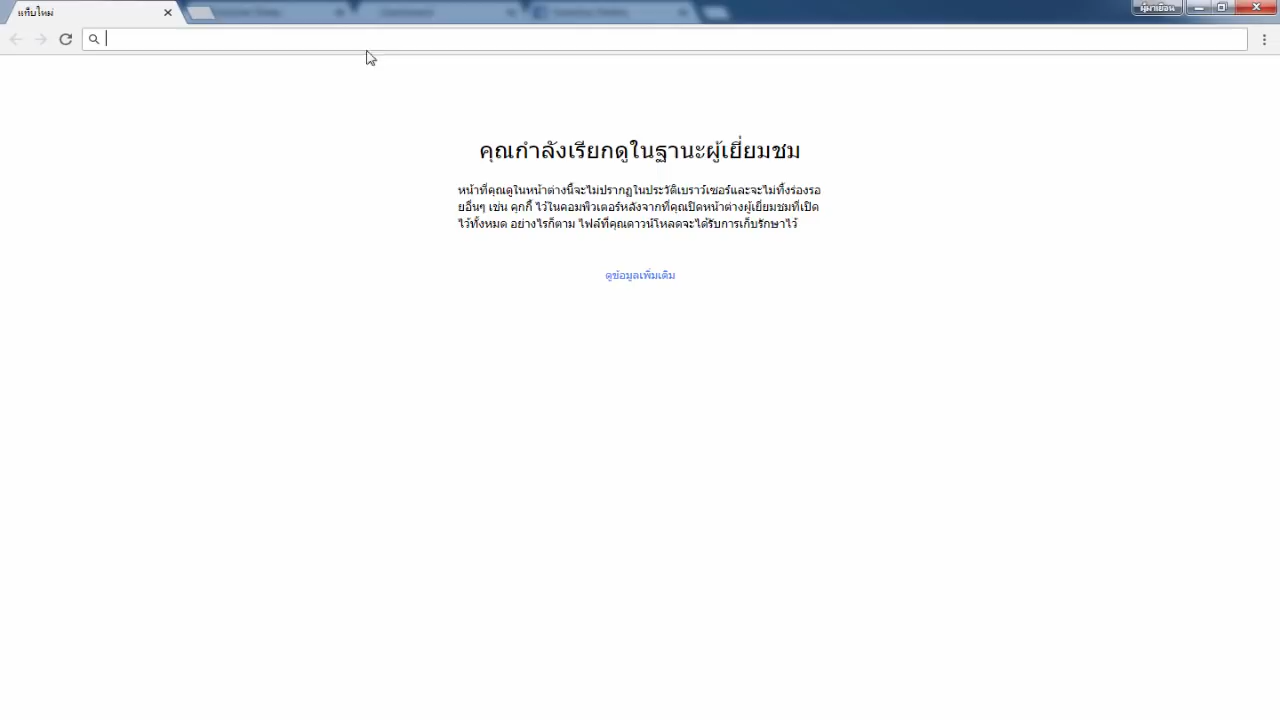 แท็บใหม่
ผู้มาเยือน
คุณกำลังเรียกดูในฐานะผู้เยี่ยมชม
หน้าที่คุณดูในหน้าต่างนี้จะไม่ปรากฏในประวัติเบราว์เซอร์และจะไม่ทิ้งร่องรอ
ยอื่นๆ เช่น คุกกี้ ไว้ในคอมพิวเตอร์หลังจากที่คุณปิดหน้าต่างผู้เยี่ยมชมที่เปิด
ไว้ทั้งหมด อย่างไรก็ตาม ไฟล์ที่คุณดาวน์โหลดจะได้รับการเก็บรักษาไว้
ดูข้อมูลเพิ่มเติม